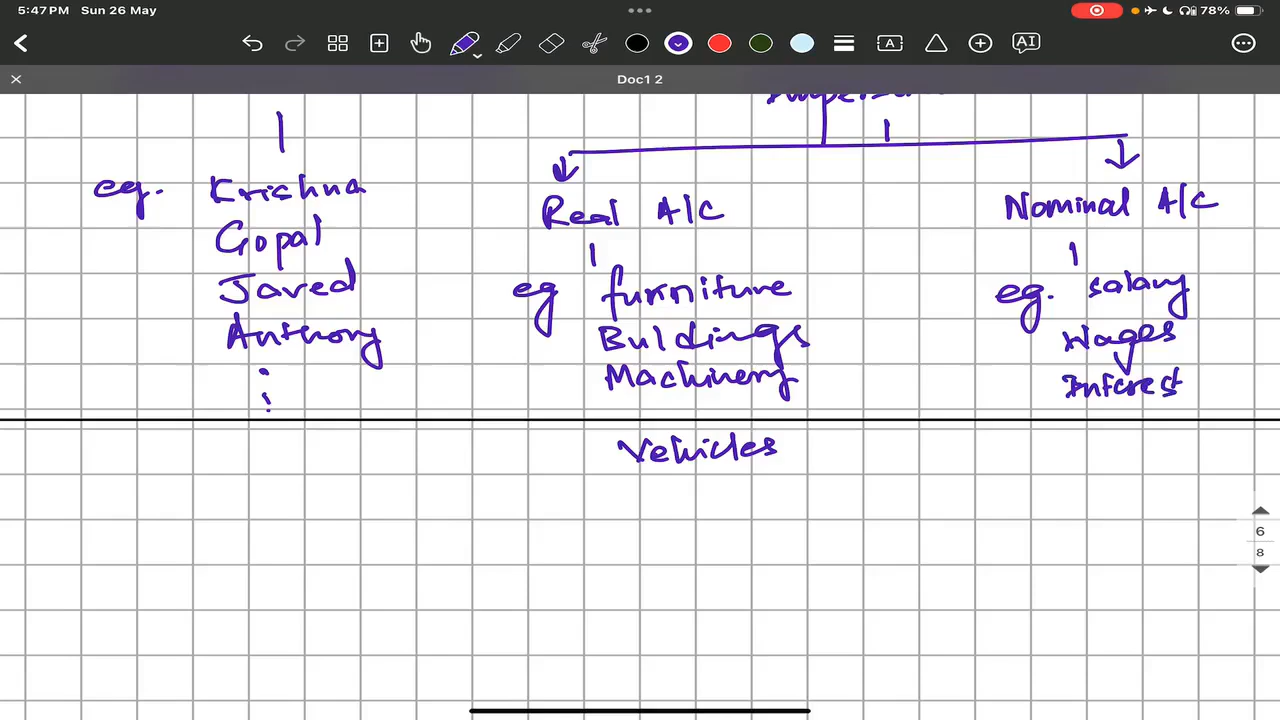 5:47 PM Sun 26 May
78%
A
AI
Doc1 2
eg. Krishna
Gopal
Javed
Anthony
Real A/C
eg furniture
Buildings
Machinery
Vehicles
Nominal A/C
eg. salary
Wages
Interest
6
8